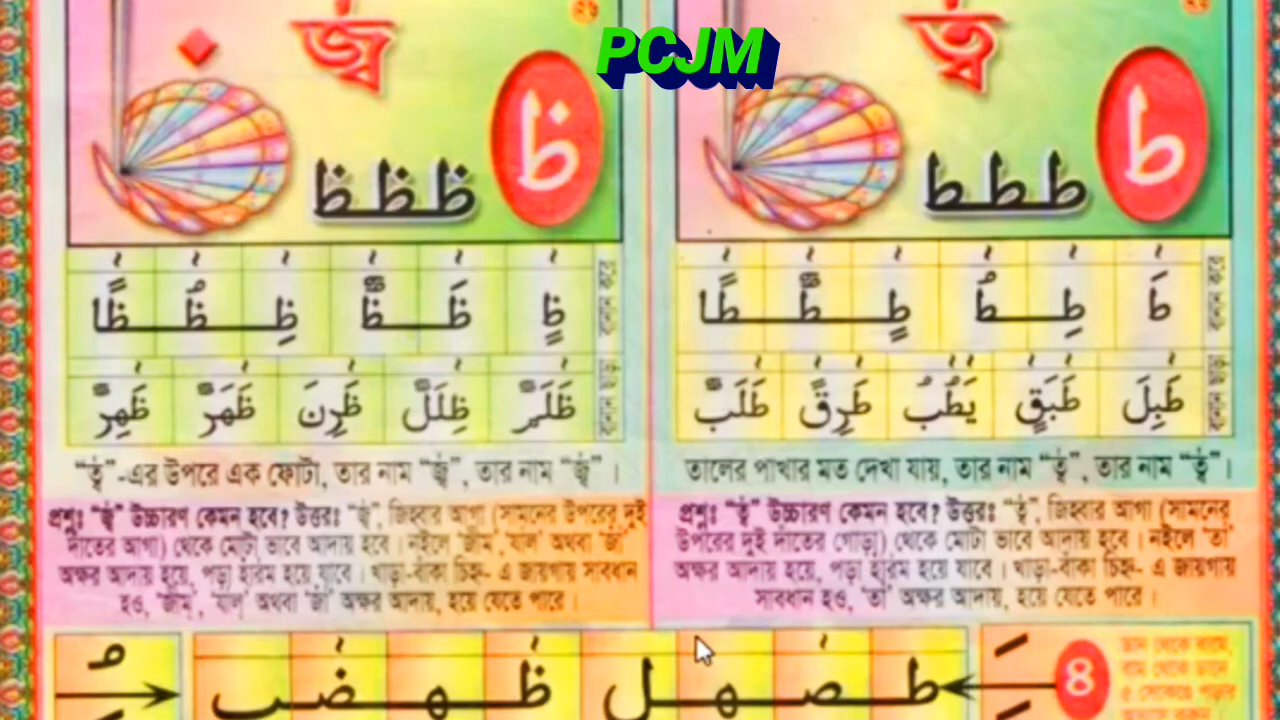 PCJM
জ্ব
ظ
ظظظ
ত্ব
ط
ططط
ظٍ ظَ ظٌّ ظِ ظُ ظًا
طَ طِ طُ طٍ طٌّ طًا
ظِلَلٌ ظَرِنَ ظَهَرٌ ظَهِرٌ
طَبِلَ طَبَقٍ يَطُبُ طَرِقً طَلَبٌ
“ত্ব” -এর উপরে এক ফোটা, তার নাম “জ্ব”, তার নাম “জ্ব” ।
তালের পাখার মত দেখা যায়, তার নাম “ত্ব”, তার নাম “ত্ব” ।
প্রশ্নঃ “জ্ব” উচ্চারণ কেমন হবে? উত্তরঃ “জ্ব”, জিহ্বার আগা (সামনের উপরের দুই
দাঁতের আগা) থেকে মোটা ভাবে আদায় হবে । নইলে ‘জীম’, ‘যাল’ অথবা ‘জা’
অক্ষর আদায় হয়ে, পড়া হারাম হয়ে যাবে । খাড়া-বাঁকা চিহ্ন- এ জায়গায় সাবধান
হও, ‘জীম’, ‘যাল’ অথবা ‘জা’ অক্ষর আদায়, হয়ে যেতে পারে ।
প্রশ্নঃ “ত্ব” উচ্চারণ কেমন হবে? উত্তরঃ “ত্ব”, জিহ্বার আগা (সামনের
উপরের দুই দাঁতের গোড়া) থেকে মোটা ভাবে আদায় হবে । নইলে ‘তা’
অক্ষর আদায় হয়ে, পড়া হারাম হয়ে যাবে । খাড়া-বাঁকা চিহ্ন- এ জায়গায়
সাবধান হও, ‘তা’ অক্ষর আদায়, হয়ে যেতে পারে ।
ط ص ه ل ظ ه ض ب
৪
ডান থেকে বামে,
বাম থেকে ডানে